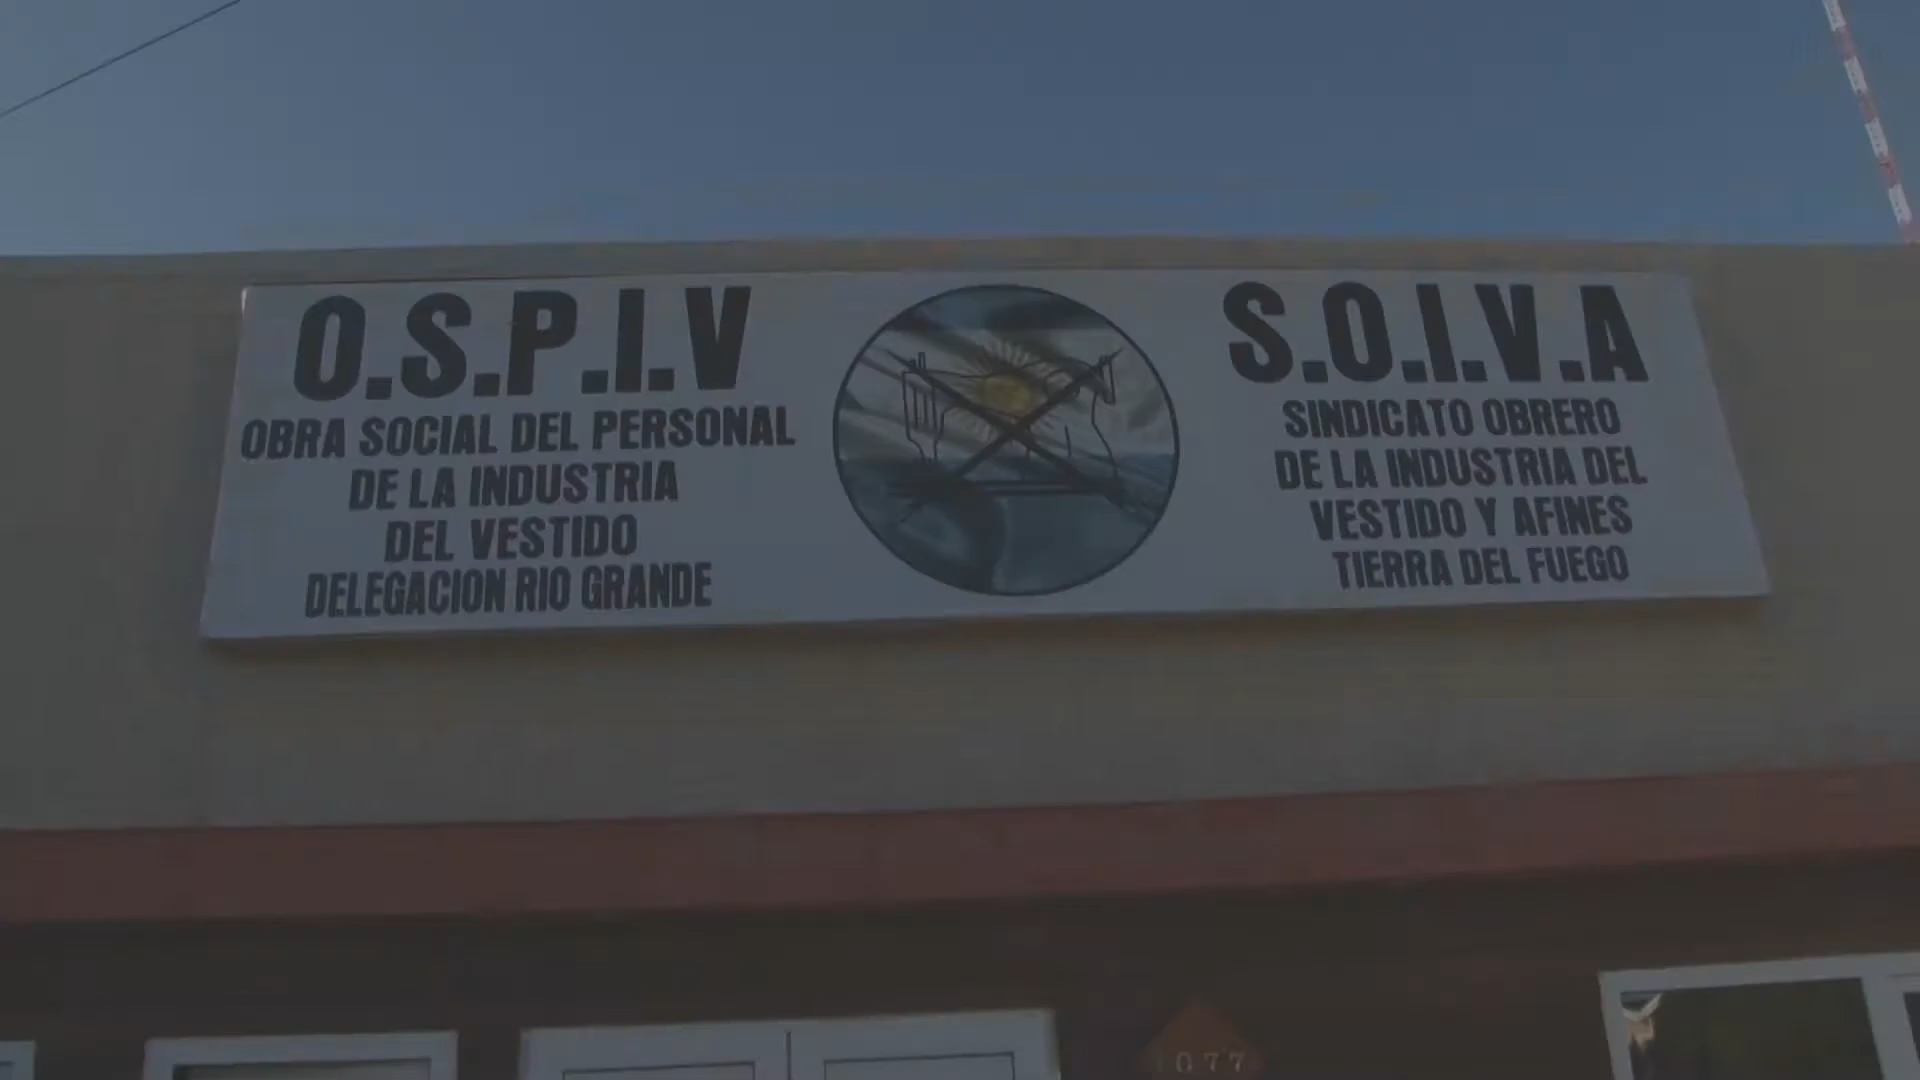 O.S.P.I.V
OBRA SOCIAL DEL PERSONAL
DE LA INDUSTRIA
DEL VESTIDO
DELEGACION RIO GRANDE
S.O.I.V.A
SINDICATO OBRERO
DE LA INDUSTRIA DEL
VESTIDO Y AFINES
TIERRA DEL FUEGO